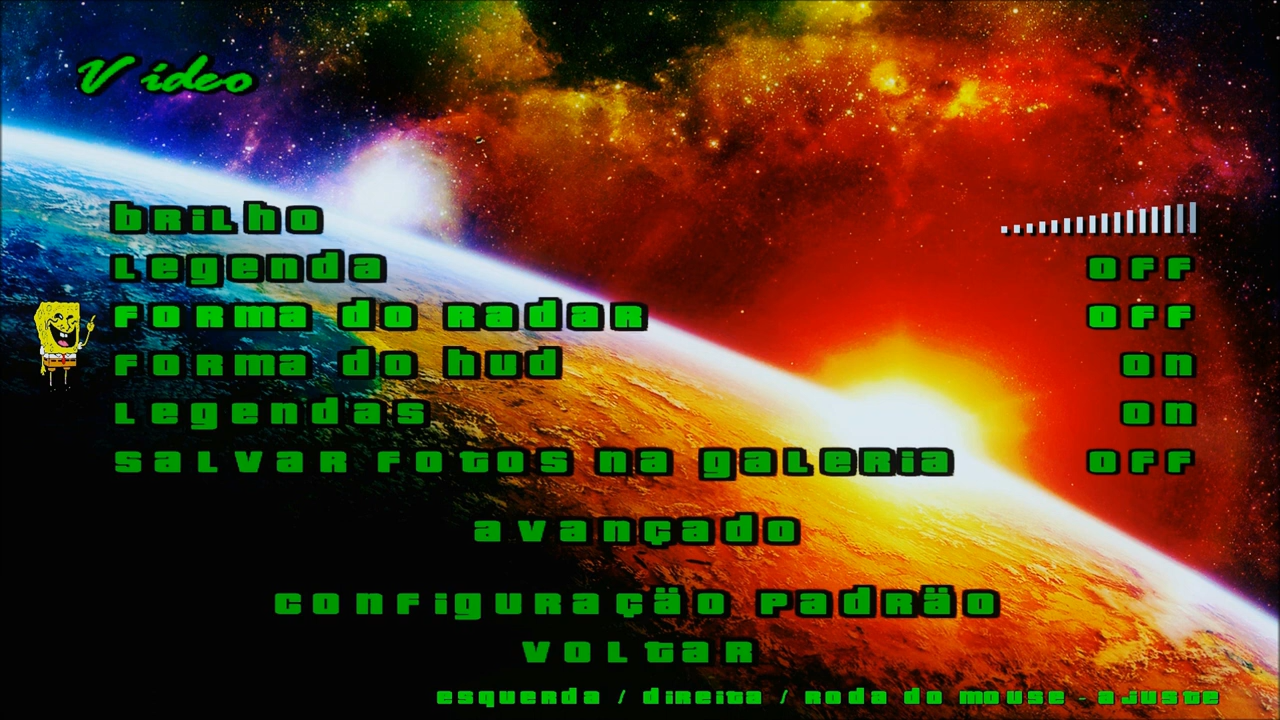 Vídeo
Brilho
Legenda OFF
Forma do Radar OFF
Forma do hud on
Legendas on
Salvar Fotos na galeria OFF
avançado
Configuração Padrão
Voltar
esquerda / direita / roda do mouse - ajuste